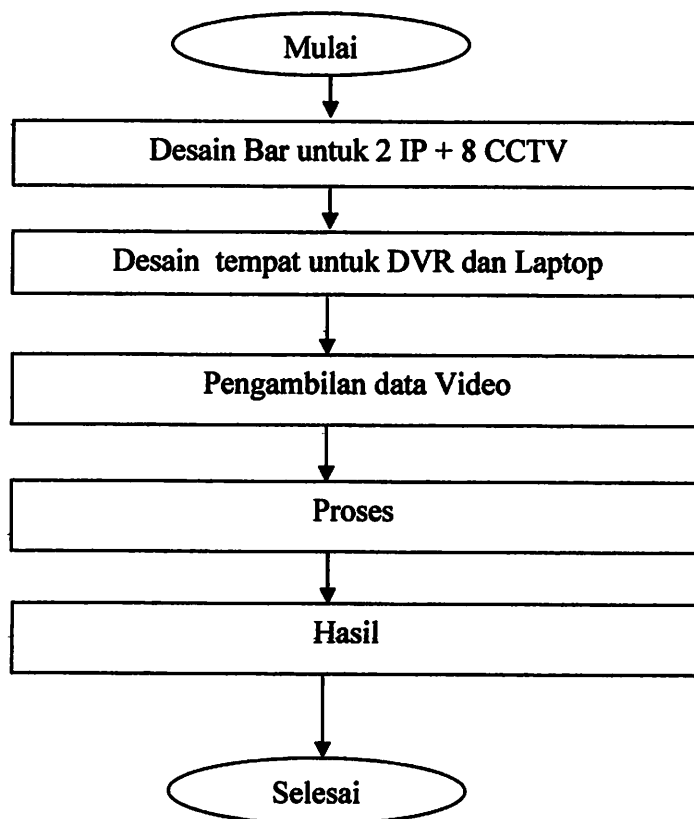 Mulai
Desain Bar untuk 2 IP + 8 CCTV
Desain tempat untuk DVR dan Laptop
Pengambilan data Video
Proses
Hasil
Selesai